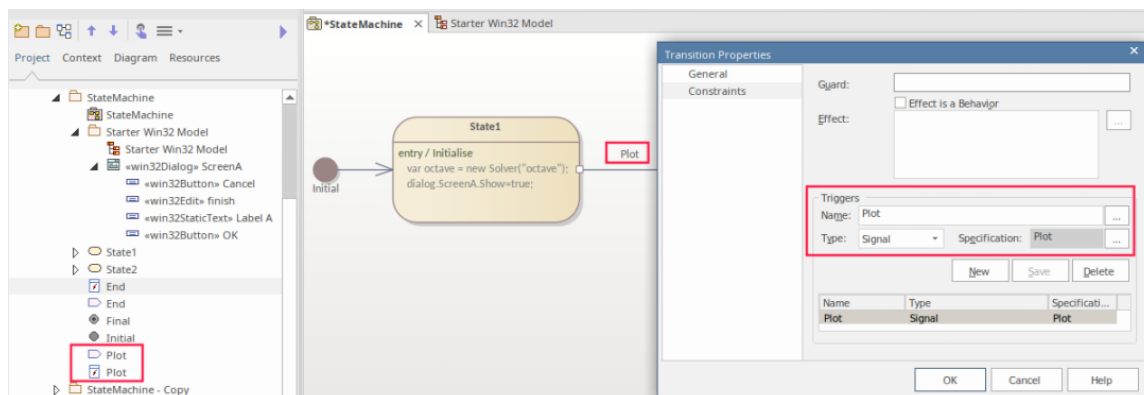 *StateMachine ×
Starter Win32 Model
Project Context Diagram Resources
StateMachine
StateMachine
Starter Win32 Model
Starter Win32 Model
«win32Dialog» ScreenA
«win32Button» Cancel
«win32Edit» finish
«win32StaticText» Label A
«win32Button» OK
State1
State2
End
End
Final
Initial
Plot
Plot
StateMachine - Copy
Initial
State1
entry / Initialise
var octave = new Solver("octave");
dialog.ScreenA.Show=true;
Plot
Transition Properties ×
General
Constraints
Guard:
Effect is a Behavior
Effect:
...
Triggers
Name: Plot ...
Type: Signal Specification: Plot ...
New Save Delete
Name Type Specificati...
Plot Signal Plot
OK Cancel Help